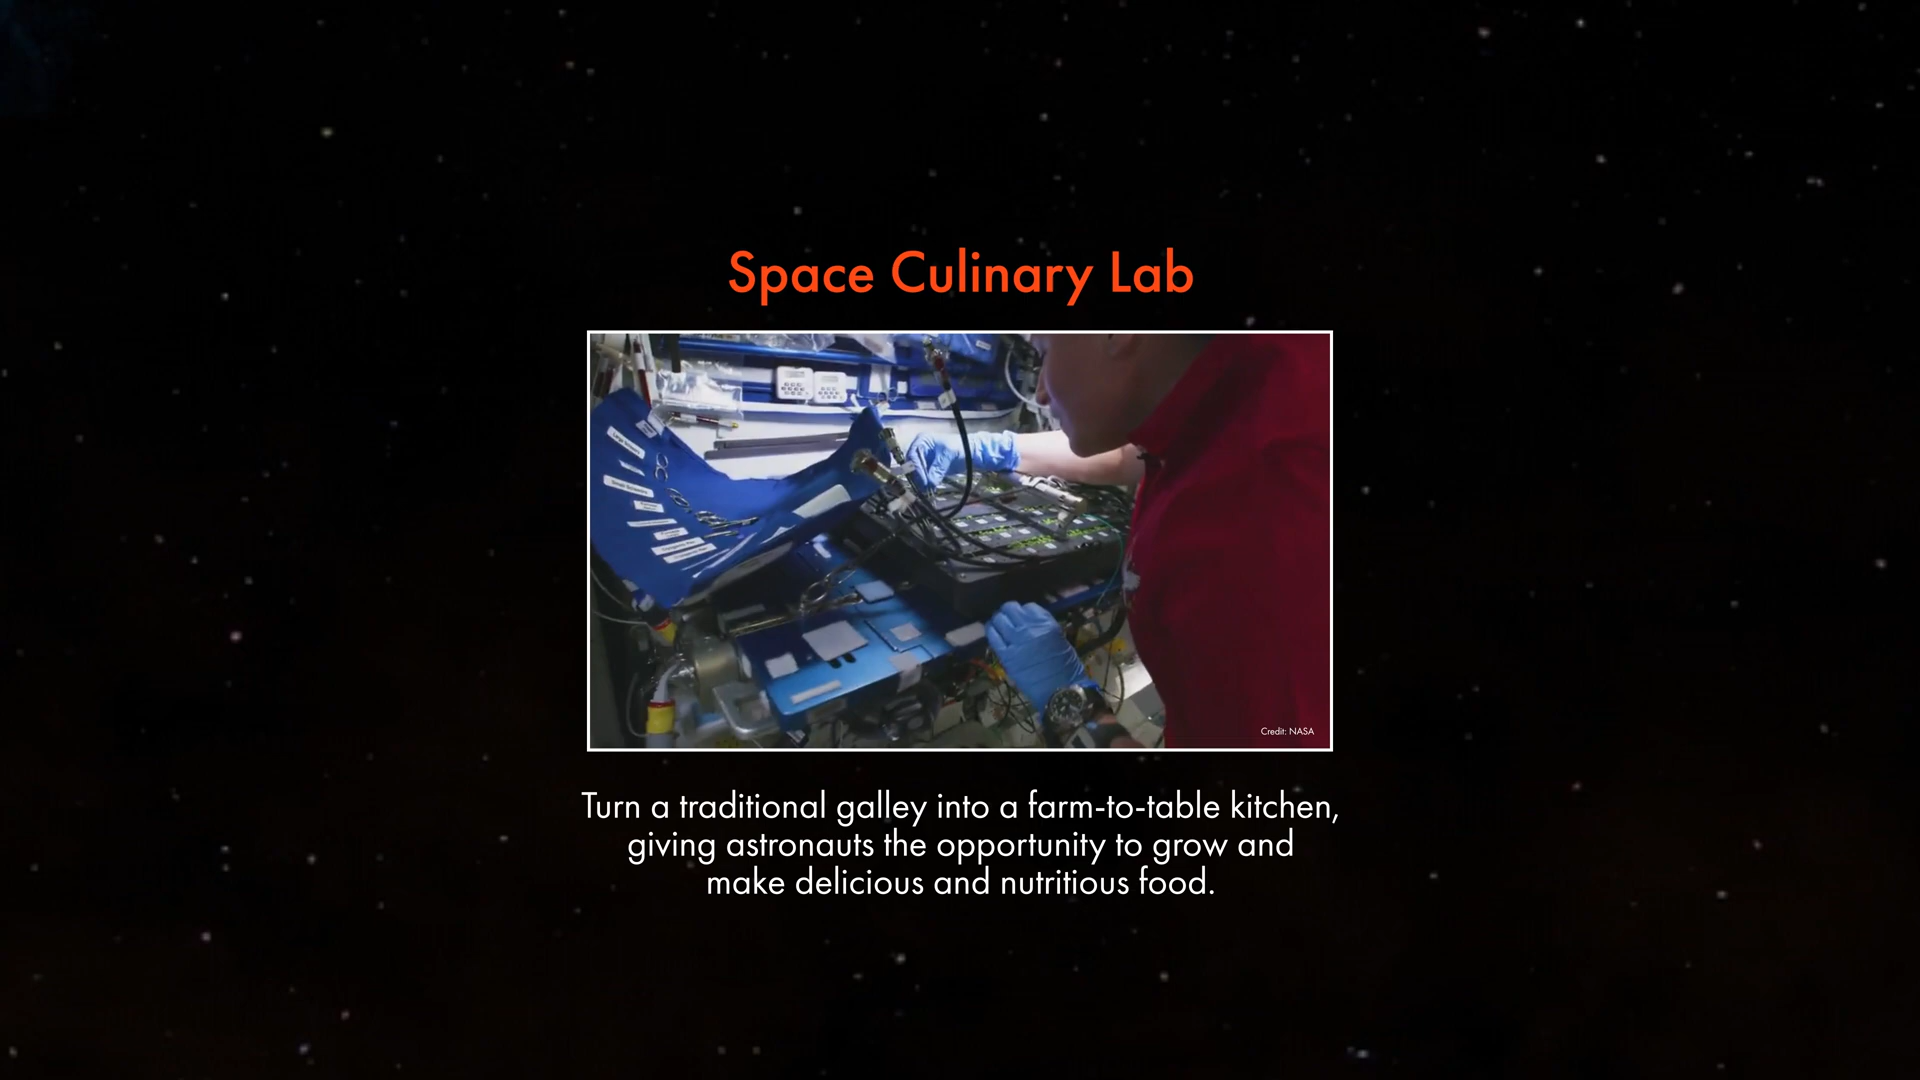 Space Culinary Lab
Credit: NASA
Turn a traditional galley into a farm-to-table kitchen,
giving astronauts the opportunity to grow and
make delicious and nutritious food.